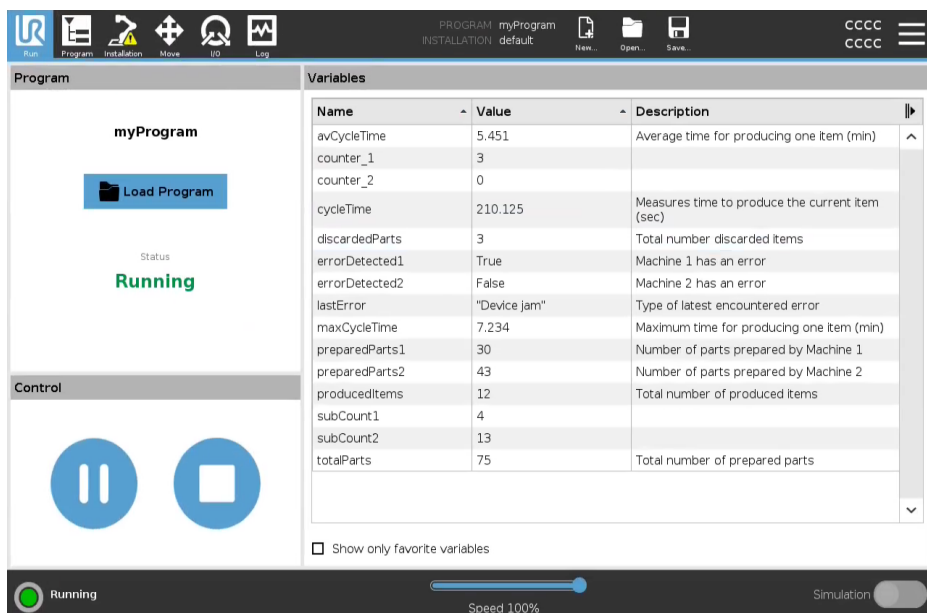 UR
PROGRAM myProgram
INSTALLATION default
CCCC
CCCC
Run Program Installation Move I/O Log New... Open... Save...
Program
Variables
Name Value Description
myProgram
Load Program
Status
Running
avCycleTime 5.451 Average time for producing one item (min)
counter_1 3
counter_2 0
cycleTime 210.125 Measures time to produce the current item
(sec)
discardedParts 3 Total number discarded items
errorDetected1 True Machine 1 has an error
errorDetected2 False Machine 2 has an error
lastError "Device jam" Type of latest encountered error
maxCycleTime 7.234 Maximum time for producing one item (min)
preparedParts1 30 Number of parts prepared by Machine 1
preparedParts2 43 Number of parts prepared by Machine 2
producedItems 12 Total number of produced items
subCount1 4
subCount2 13
totalParts 75 Total number of prepared parts
Control
Show only favorite variables
Running
Speed 100%
Simulation